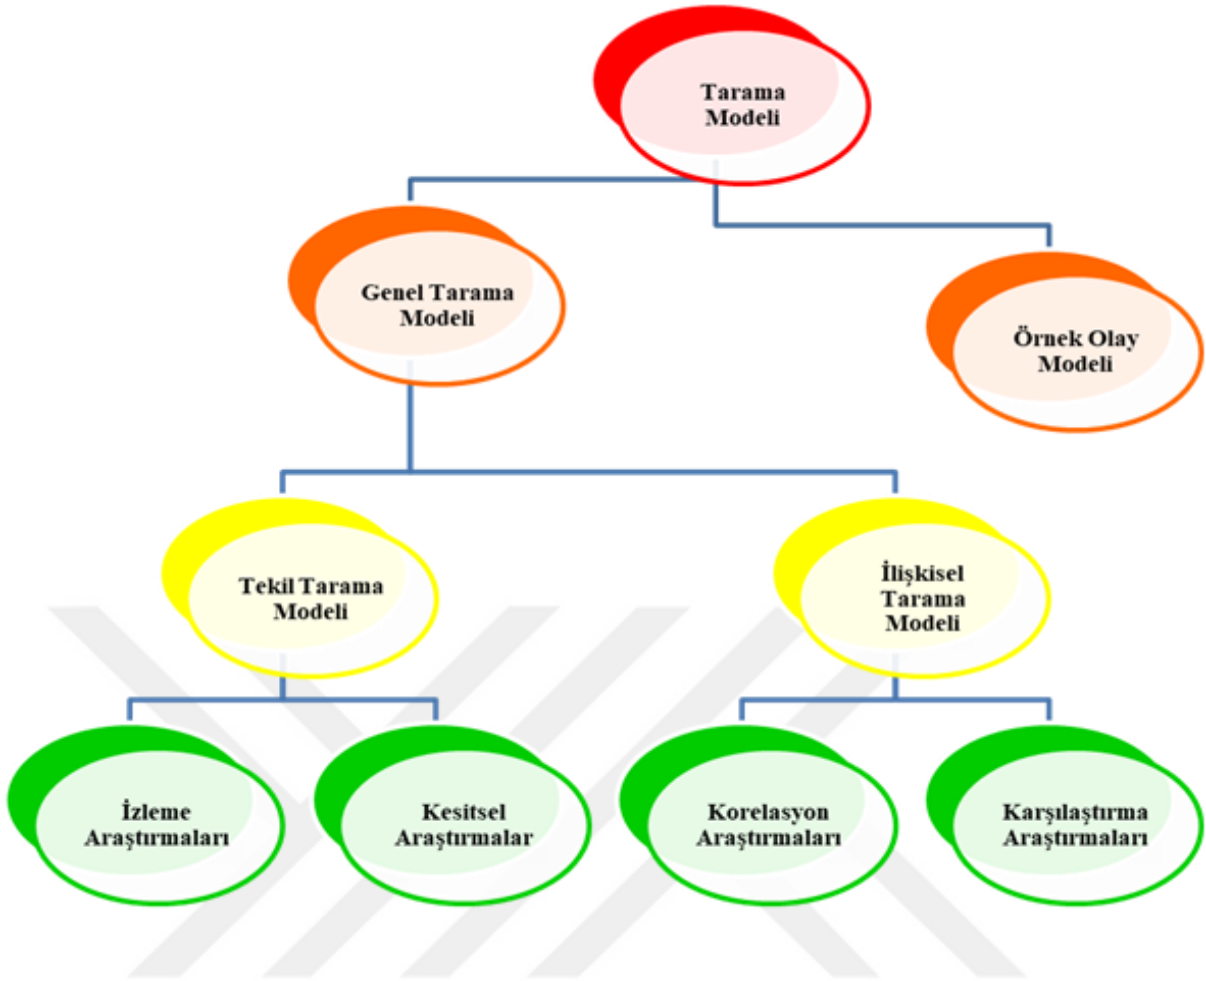 Tarama
Modeli
Genel Tarama
Modeli
Örnek Olay
Modeli
Tekil Tarama
Modeli
İlişkisel
Tarama
Modeli
İzleme
Araştırmaları
Kesitsel
Araştırmalar
Korelasyon
Araştırmaları
Karşılaştırma
Araştırmaları